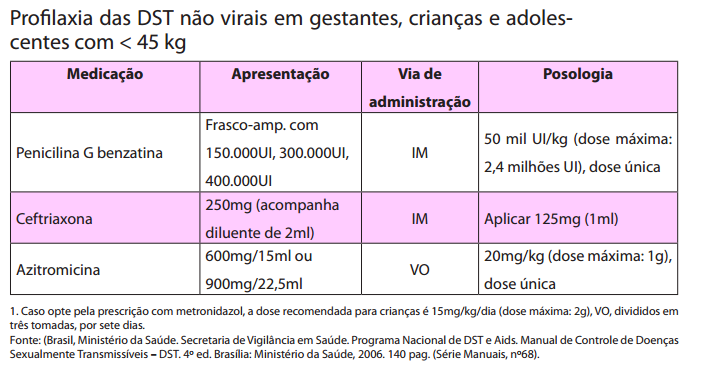 Profilaxia das DST não virais em gestantes, crianças e adoles-
centes com < 45 kg
Medicação
Apresentação
Via de
administração
Posologia
Penicilina G benzatina
Frasco-amp. com
150.000UI, 300.000UI,
400.000UI
IM
50 mil UI/kg (dose máxima:
2,4 milhões UI), dose única
Ceftriaxona
250mg (acompanha
diluente de 2ml)
IM
Aplicar 125mg (1ml)
Azitromicina
600mg/15ml ou
900mg/22,5ml
VO
20mg/kg (dose máxima: 1g),
dose única
1. Caso opte pela prescrição com metronidazol, a dose recomendada para crianças é 15mg/kg/dia (dose máxima: 2g), VO, divididos em
três tomadas, por sete dias.
Fonte: (Brasil, Ministério da Saúde. Secretaria de Vigilância em Saúde. Programa Nacional de DST e Aids. Manual de Controle de Doenças
Sexualmente Transmissíveis – DST. 4º ed. Brasília: Ministério da Saúde, 2006. 140 pag. (Série Manuais, nº68).